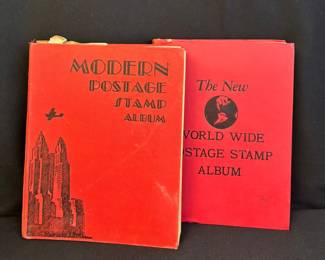 MODERN
POSTAGE
STAMP
ALBUM
The New
WORLD WIDE
POSTAGE STAMP
ALBUM